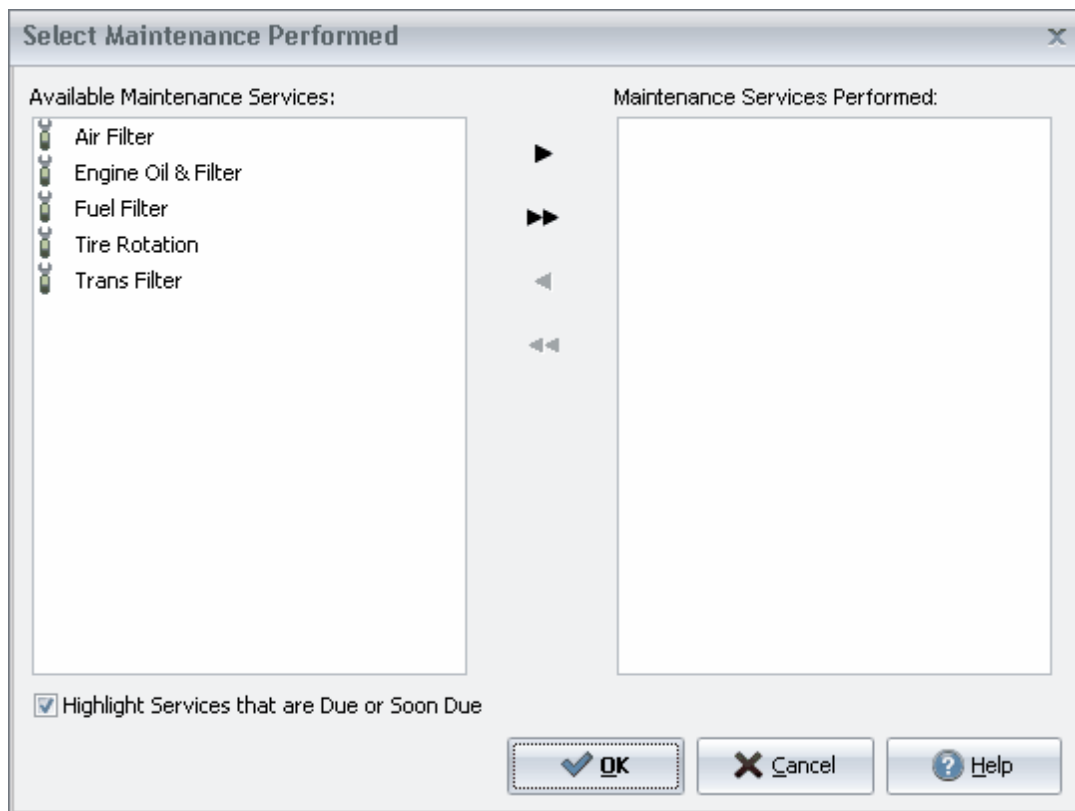 Select Maintenance Performed
Available Maintenance Services:
Air Filter
Engine Oil & Filter
Fuel Filter
Tire Rotation
Trans Filter
Maintenance Services Performed:
Highlight Services that are Due or Soon Due
OK
Cancel
Help